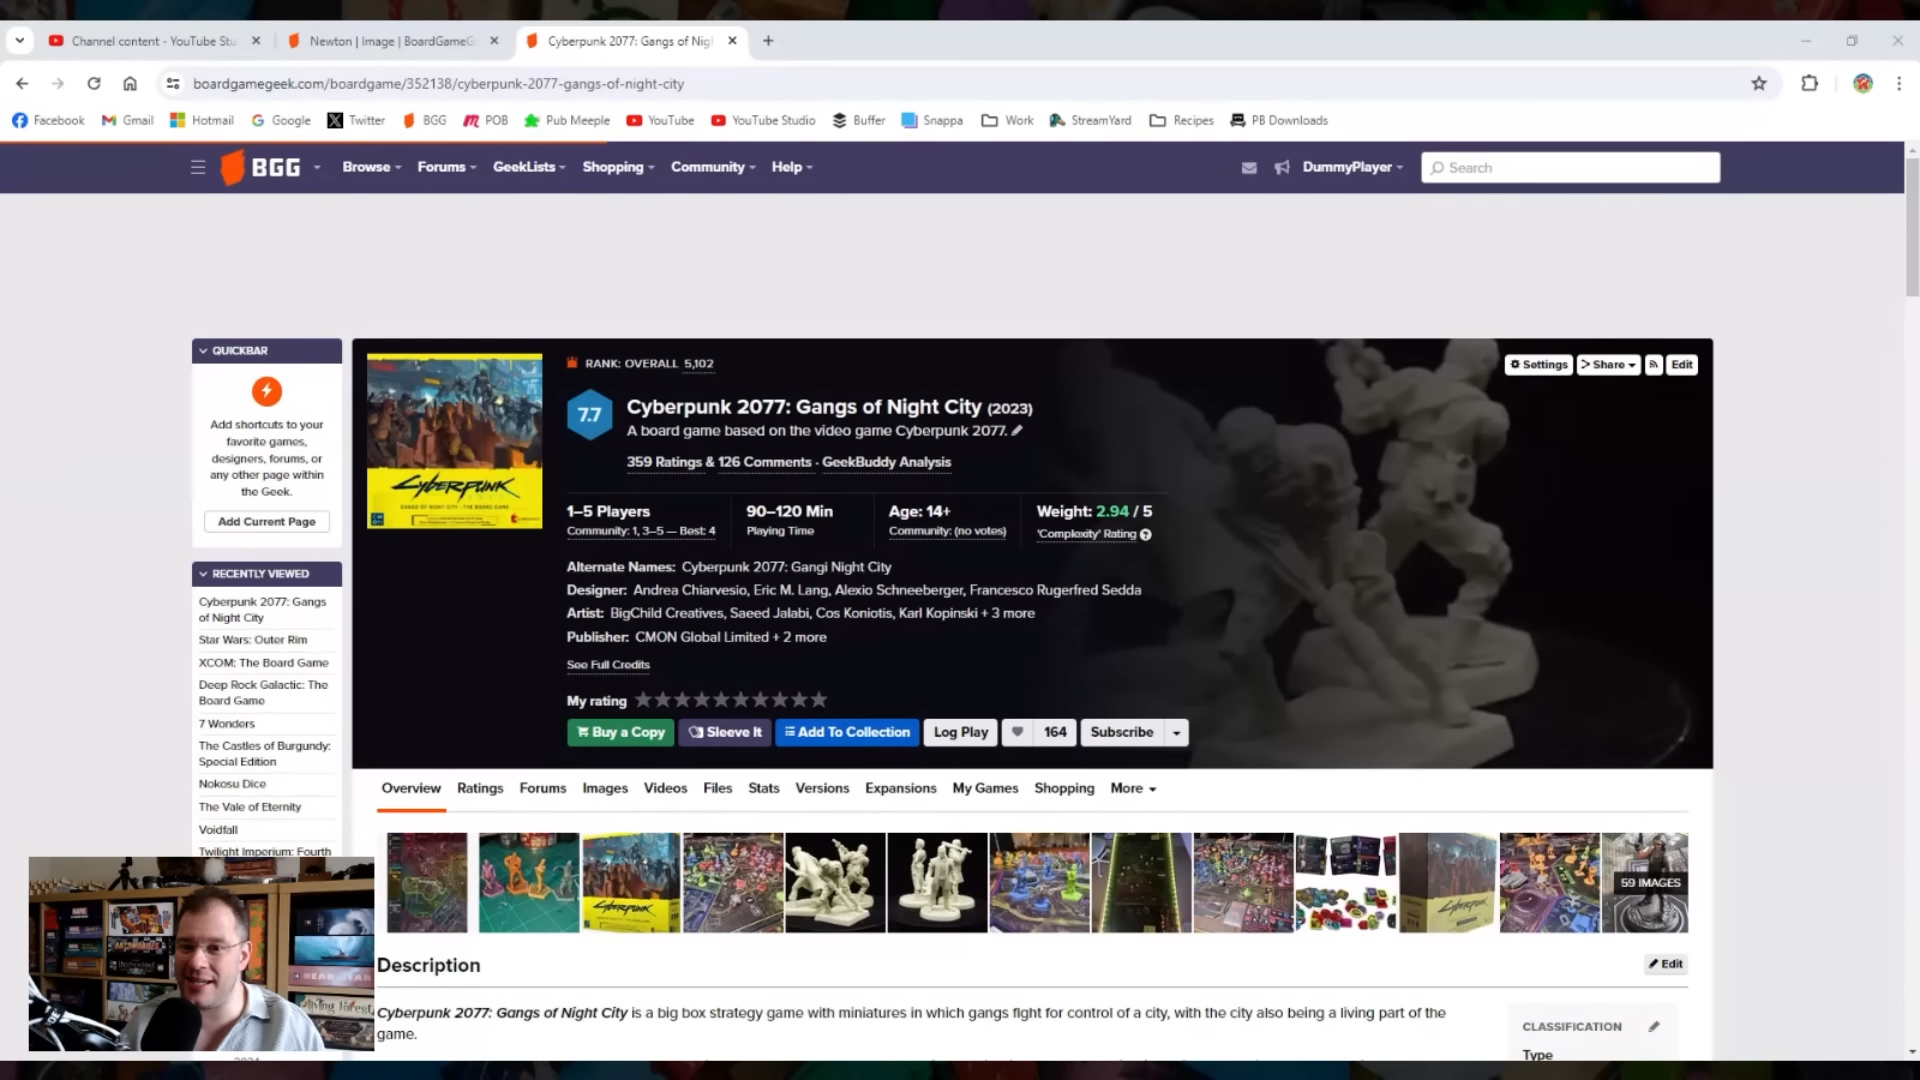 Channel content - YouTube Stu
Newton | Image | BoardGameG
Cyberpunk 2077: Gangs of Nig
boardgamegeek.com/boardgame/352138/cyberpunk-2077-gangs-of-night-city
Facebook Gmail Hotmail Google Twitter BGG POB Pub Meeple YouTube YouTube Studio Buffer Snappa Work StreamYard Recipes PB Downloads
BGG Browse Forums GeekLists Shopping Community Help DummyPlayer Search
QUICKBAR
Add shortcuts to your
favorite games,
designers, forums, or
any other page within
the Geek.
Add Current Page
RECENTLY VIEWED
Cyberpunk 2077: Gangs
of Night City
Star Wars: Outer Rim
XCOM: The Board Game
Deep Rock Galactic: The
Board Game
7 Wonders
The Castles of Burgundy:
Special Edition
Nokosu Dice
The Vale of Eternity
Voidfall
Twilight Imperium: Fourth
CYBERPUNK
GANGS OF NIGHT CITY - THE BOARD GAME
RANK: OVERALL 5,102
Settings Share Edit
7.7
Cyberpunk 2077: Gangs of Night City (2023)
A board game based on the video game Cyberpunk 2077.
359 Ratings & 126 Comments · GeekBuddy Analysis
1–5 Players 90–120 Min Age: 14+ Weight: 2.94 / 5
Community: 1, 3–5 — Best: 4 Playing Time Community: (no votes) 'Complexity' Rating ?
Alternate Names: Cyberpunk 2077: Gangi Night City
Designer: Andrea Chiarvesio, Eric M. Lang, Alexio Schneeberger, Francesco Rugerfred Sedda
Artist: BigChild Creatives, Saeed Jalabi, Cos Koniotis, Karl Kopinski + 3 more
Publisher: CMON Global Limited + 2 more
See Full Credits
My rating
Buy a Copy Sleeve It Add To Collection Log Play 164 Subscribe
Overview Ratings Forums Images Videos Files Stats Versions Expansions My Games Shopping More
CYBERPUNK
59 IMAGES
Description
Edit
Cyberpunk 2077: Gangs of Night City is a big box strategy game with miniatures in which gangs fight for control of a city, with the city also being a living part of the
game.
CLASSIFICATION
Type